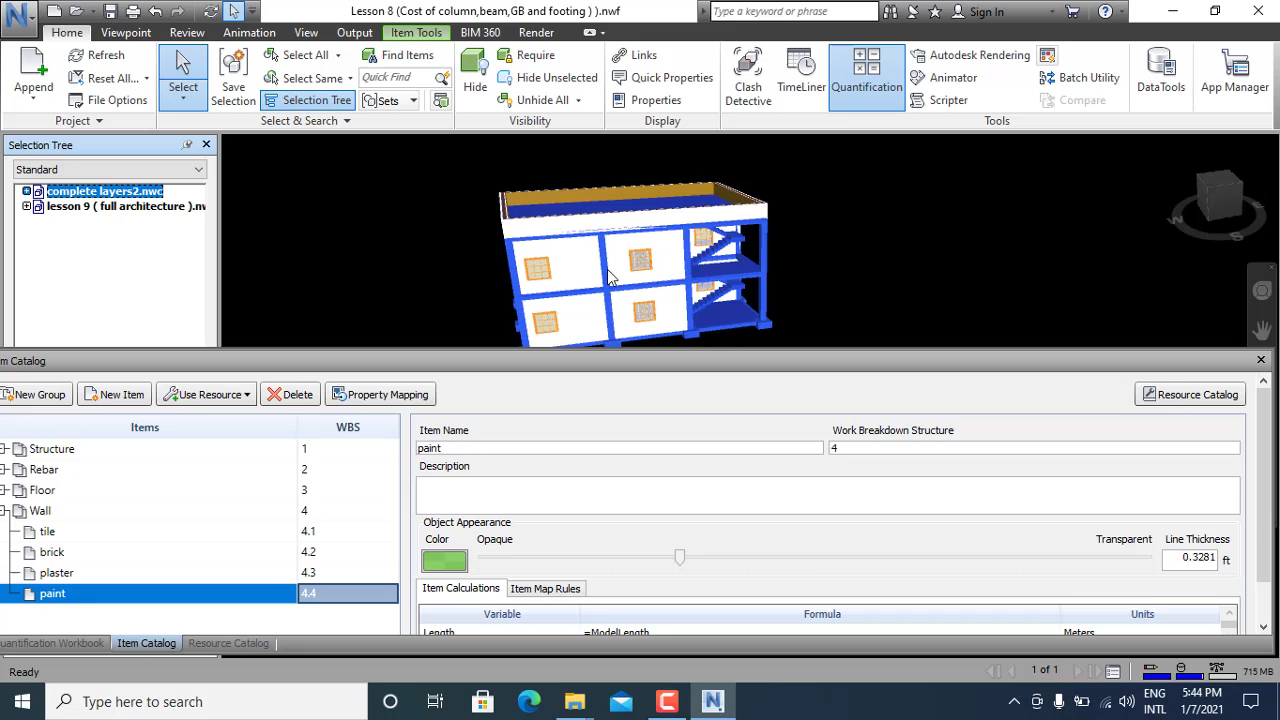 Lesson 8 (Cost of column,beam,GB and footing ) ).nwf
Type a keyword or phrase
Sign In
Home Viewpoint Review Animation View Output Item Tools BIM 360 Render
Append
Refresh
Reset All...
File Options
Project
Select
Save Selection
Select All
Select Same
Selection Tree
Find Items
Quick Find
Sets
Select & Search
Hide
Require
Hide Unselected
Unhide All
Visibility
Links
Quick Properties
Properties
Display
Clash Detective
TimeLiner
Quantification
Autodesk Rendering
Animator
Scripter
Batch Utility
Compare
DataTools
App Manager
Tools
Selection Tree
Standard
complete layers2.nwc
lesson 9 ( full architecture ).nw
W
S
tem Catalog
New Group New Item Use Resource Delete Property Mapping Resource Catalog
Items WBS
Structure 1
Rebar 2
Floor 3
Wall 4
tile 4.1
brick 4.2
plaster 4.3
paint 4.4
Item Name
paint
Work Breakdown Structure
4
Description
Object Appearance
Color Opaque Transparent Line Thickness
0.3281 ft
Item Calculations Item Map Rules
Variable Formula Units
Length =ModelLength Meters
uantification Workbook Item Catalog Resource Catalog
Ready
1 of 1
715 MB
Type here to search
ENG
INTL
5:44 PM
1/7/2021